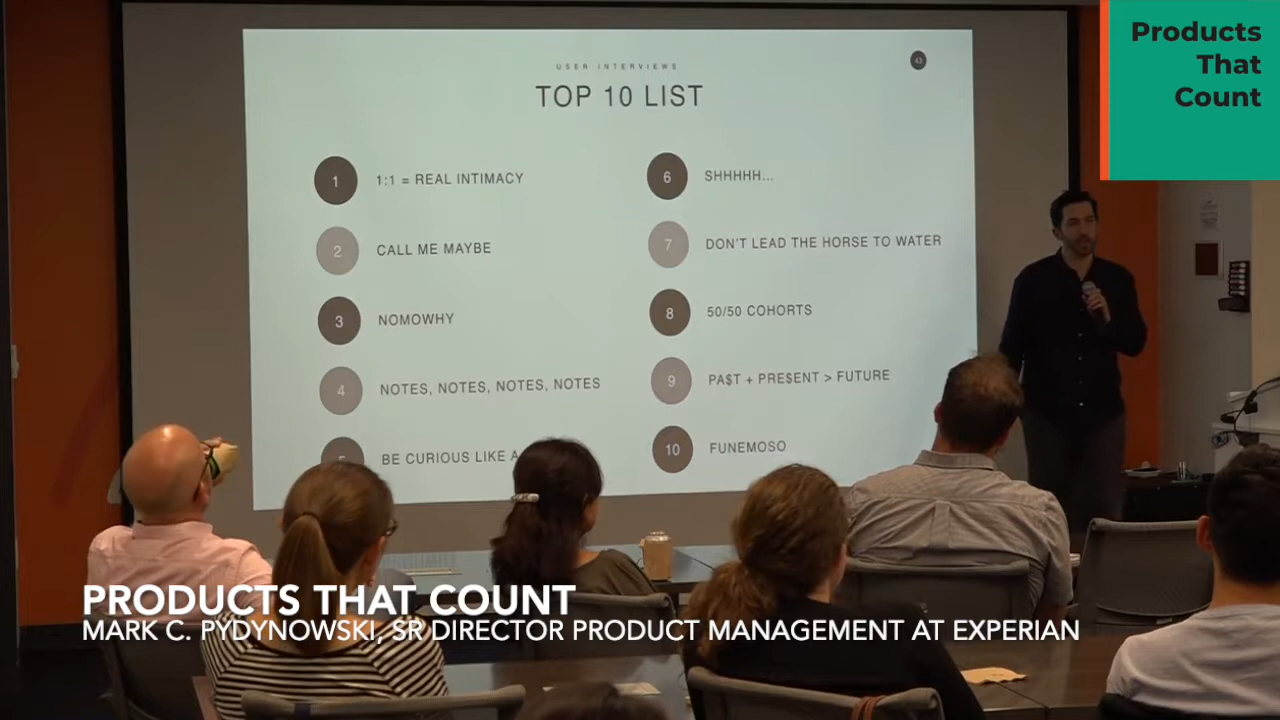 USER INTERVIEWS
43
TOP 10 LIST
1 1:1 = REAL INTIMACY
2 CALL ME MAYBE
3 NOMOWHY
4 NOTES, NOTES, NOTES, NOTES
5 BE CURIOUS LIKE A
6 SHHHHH...
7 DON'T LEAD THE HORSE TO WATER
8 50/50 COHORTS
9 PA$T + PRE$ENT > FUTURE
10 FUNEMOSO
Products
That
Count
PRODUCTS THAT COUNT
MARK C. PYDYNOWSKI, SR DIRECTOR PRODUCT MANAGEMENT AT EXPERIAN